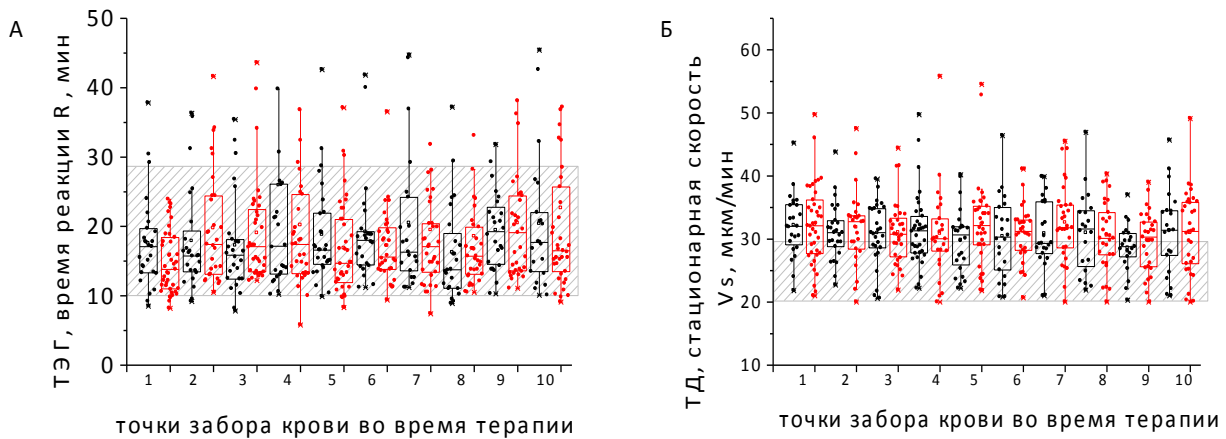 А
ТЭГ, время реакции R, мин
50
40
30
20
10
0
1 2 3 4 5 6 7 8 9 10
точки забора крови во время терапии
Б
ТД, стационарная скорость
Vs, мкм/мин
60
50
40
30
20
10
1 2 3 4 5 6 7 8 9 10
точки забора крови во время терапии